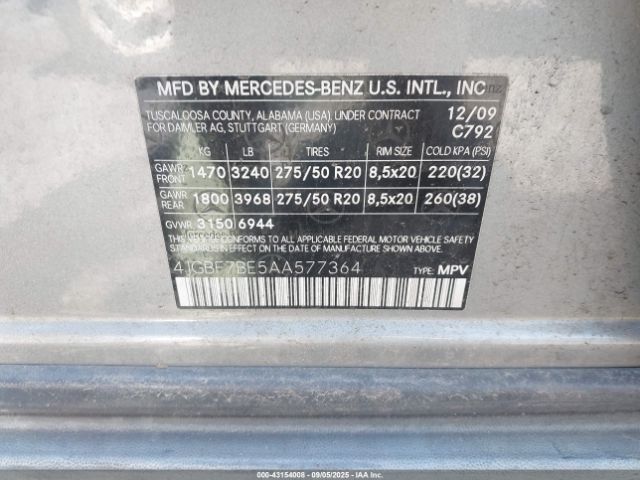 MFD BY MERCEDES-BENZ U.S. INTL., INC
TUSCALOOSA COUNTY, ALABAMA (USA), UNDER CONTRACT 12/09
FOR DAIMLER AG, STUTTGART (GERMANY) C792
KG LB TIRES RIM SIZE COLD KPA (PSI)
GAWR FRONT 1470 3240 275/50 R20 8,5x20 220(32)
GAWR REAR 1800 3968 275/50 R20 8,5x20 260(38)
GVWR 3150 6944
THIS VEHICLE CONFORMS TO ALL APPLICABLE FEDERAL MOTOR VEHICLE SAFETY
STANDARDS IN EFFECT ON THE DATE OF MANUFACTURE SHOWN ABOVE.
4JGBF7BE5AA577364 TYPE: MPV
000-43154008 - 09/05/2025 - Copyright IAA, LLC.